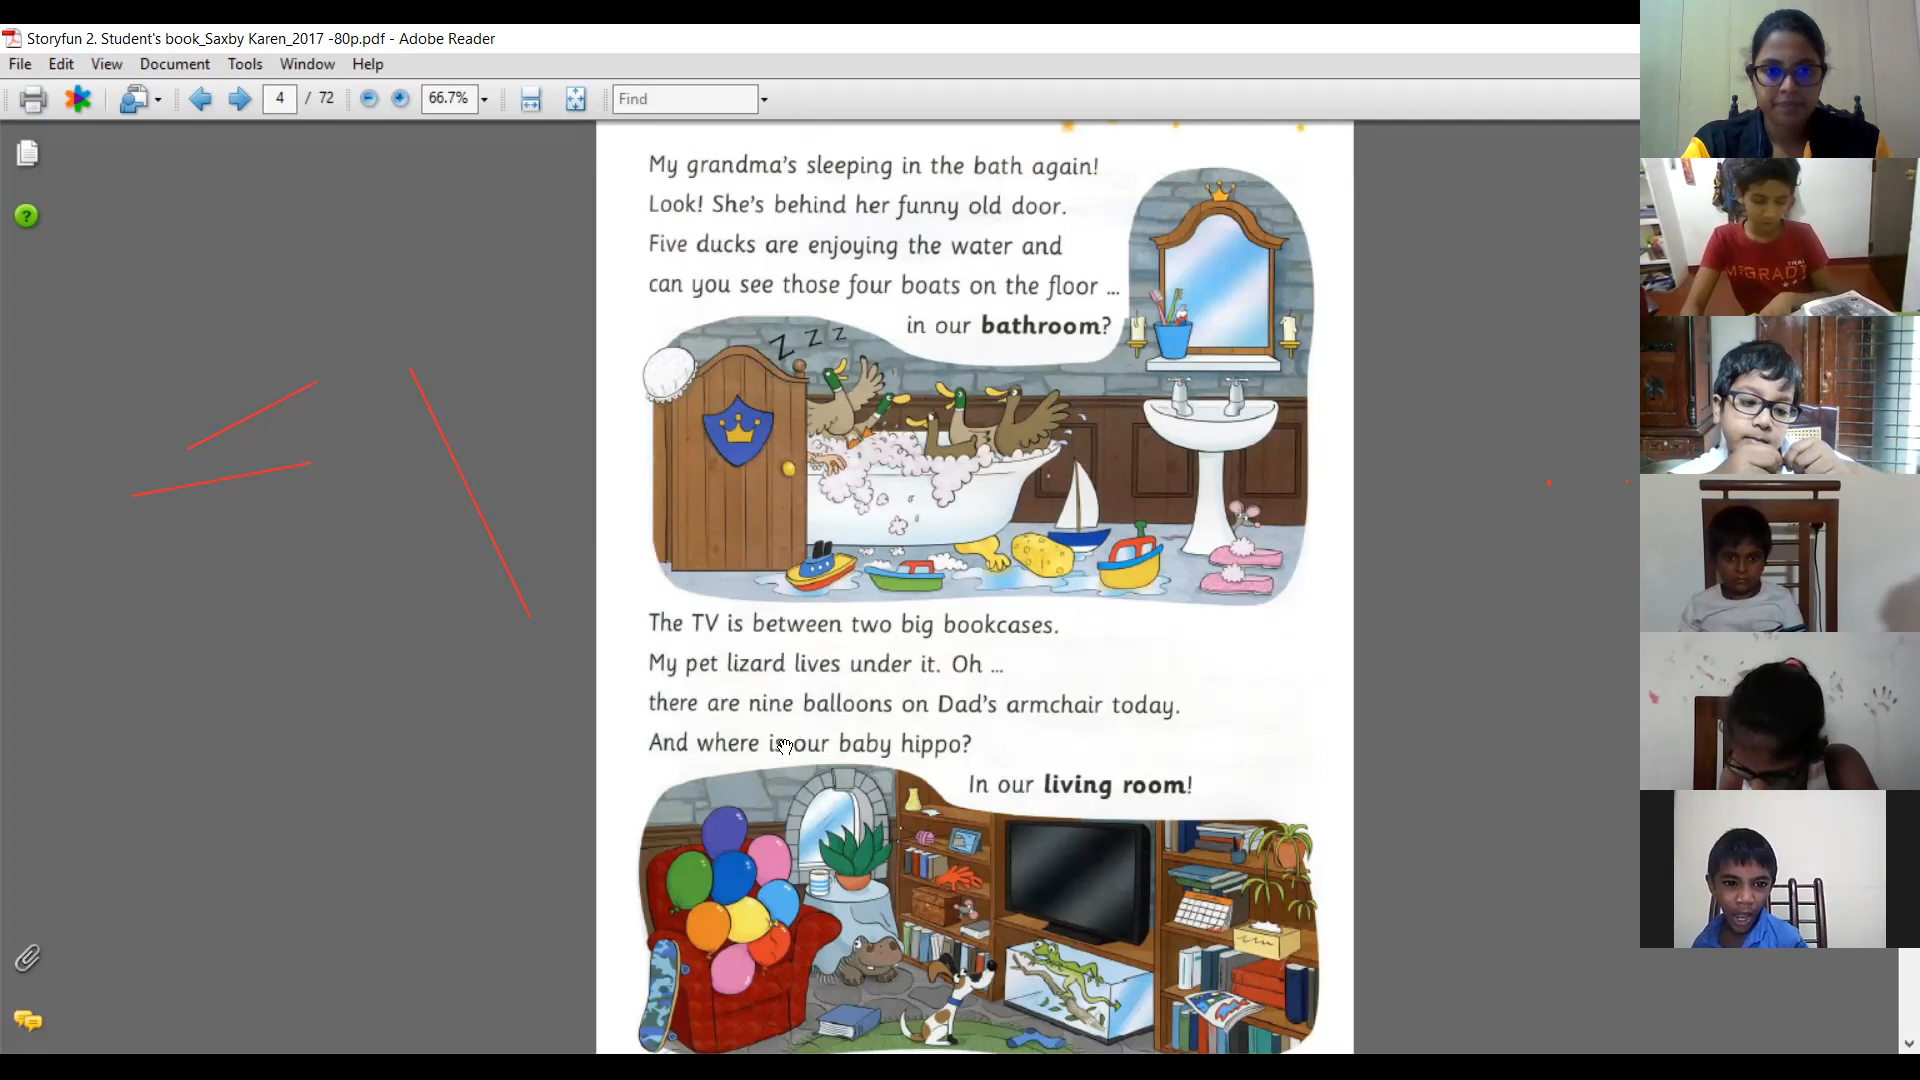 Storyfun 2. Student's book_Saxby Karen_2017 -80p.pdf - Adobe Reader
File Edit View Document Tools Window Help
4 / 72 66.7% Find
My grandma's sleeping in the bath again!
Look! She's behind her funny old door.
Five ducks are enjoying the water and
can you see those four boats on the floor ...
in our bathroom?
Z Z Z
The TV is between two big bookcases.
My pet lizard lives under it. Oh ...
there are nine balloons on Dad's armchair today.
And where is our baby hippo?
In our living room!
McGRADY